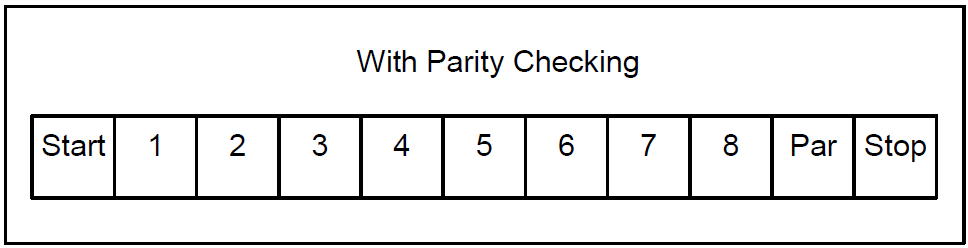 With Parity Checking
Start 1 2 3 4 5 6 7 8 Par Stop